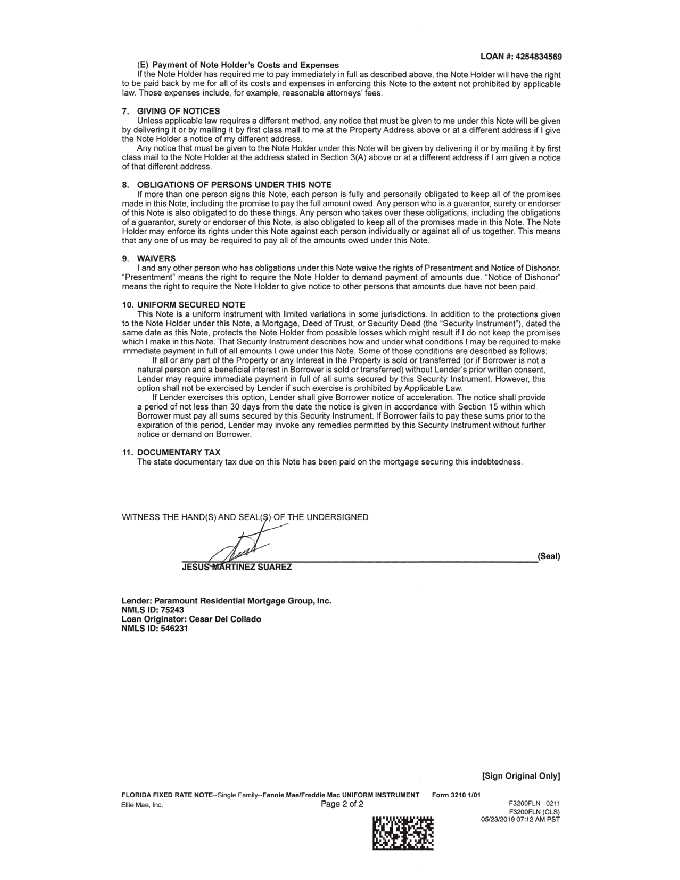 LOAN #: 4254834569
(E) Payment of Note Holder's Costs and Expenses
If the Note Holder has required me to pay immediately in full as described above, the Note Holder will have the right
to be paid back by me for all of its costs and expenses in enforcing this Note to the extent not prohibited by applicable
law. Those expenses include, for example, reasonable attorneys' fees.
7. GIVING OF NOTICES
Unless applicable law requires a different method, any notice that must be given to me under this Note will be given
by delivering it or by mailing it by first class mail to me at the Property Address above or at a different address if I give
the Note Holder a notice of my different address.
Any notice that must be given to the Note Holder under this Note will be given by delivering it or by mailing it by first
class mail to the Note Holder at the address stated in Section 3(A) above or at a different address if I am given a notice
of that different address.
8. OBLIGATIONS OF PERSONS UNDER THIS NOTE
If more than one person signs this Note, each person is fully and personally obligated to keep all of the promises
made in this Note, including the promise to pay the full amount owed. Any person who is a guarantor, surety or endorser
of this Note is also obligated to do these things. Any person who takes over these obligations, including the obligations
of a guarantor, surety or endorser of this Note, is also obligated to keep all of the promises made in this Note. The Note
Holder may enforce its rights under this Note against each person individually or against all of us together. This means
that any one of us may be required to pay all of the amounts owed under this Note.
9. WAIVERS
I and any other person who has obligations under this Note waive the rights of Presentment and Notice of Dishonor.
"Presentment" means the right to require the Note Holder to demand payment of amounts due. "Notice of Dishonor"
means the right to require the Note Holder to give notice to other persons that amounts due have not been paid.
10. UNIFORM SECURED NOTE
This Note is a uniform instrument with limited variations in some jurisdictions. In addition to the protections given
to the Note Holder under this Note, a Mortgage, Deed of Trust, or Security Deed (the "Security Instrument"), dated the
same date as this Note, protects the Note Holder from possible losses which might result if I do not keep the promises
which I make in this Note. That Security Instrument describes how and under what conditions I may be required to make
immediate payment in full of all amounts I owe under this Note. Some of those conditions are described as follows:
If all or any part of the Property or any Interest in the Property is sold or transferred (or if Borrower is not a
natural person and a beneficial interest in Borrower is sold or transferred) without Lender's prior written consent,
Lender may require immediate payment in full of all sums secured by this Security Instrument. However, this
option shall not be exercised by Lender if such exercise is prohibited by Applicable Law.
If Lender exercises this option, Lender shall give Borrower notice of acceleration. The notice shall provide
a period of not less than 30 days from the date the notice is given in accordance with Section 15 within which
Borrower must pay all sums secured by this Security Instrument. If Borrower fails to pay these sums prior to the
expiration of this period, Lender may invoke any remedies permitted by this Security Instrument without further
notice or demand on Borrower.
11. DOCUMENTARY TAX
The state documentary tax due on this Note has been paid on the mortgage securing this indebtedness.
WITNESS THE HAND(S) AND SEAL(S) OF THE UNDERSIGNED
(Seal)
JESUS MARTINEZ SUAREZ
Lender: Paramount Residential Mortgage Group, Inc.
NMLS ID: 75243
Loan Originator: Cesar Del Collado
NMLS ID: 546231
[Sign Original Only]
FLORIDA FIXED RATE NOTE--Single Family--Fannie Mae/Freddie Mac UNIFORM INSTRUMENT Form 3210 1/01
Ellie Mae, Inc. Page 2 of 2 F3200FLN 0211
F3200FLN (CLS)
05/23/2019 07:12 AM PST